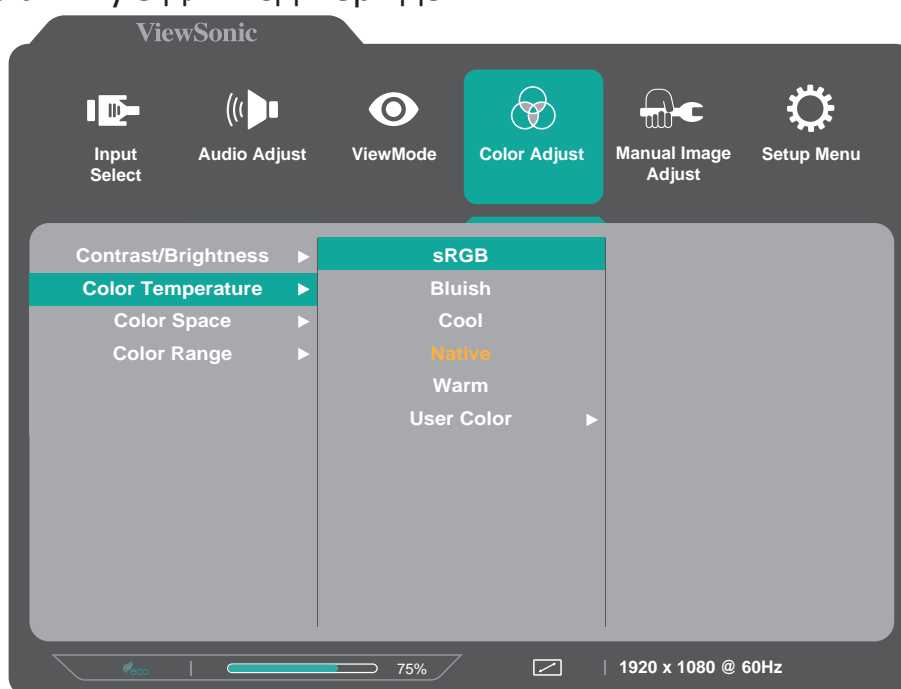 ViewSonic
Input
Select
Audio Adjust
ViewMode
Color Adjust
Manual Image
Adjust
Setup Menu
Contrast/Brightness
Color Temperature
Color Space
Color Range
sRGB
Bluish
Cool
Native
Warm
User Color
eco
75%
1920 x 1080 @ 60Hz